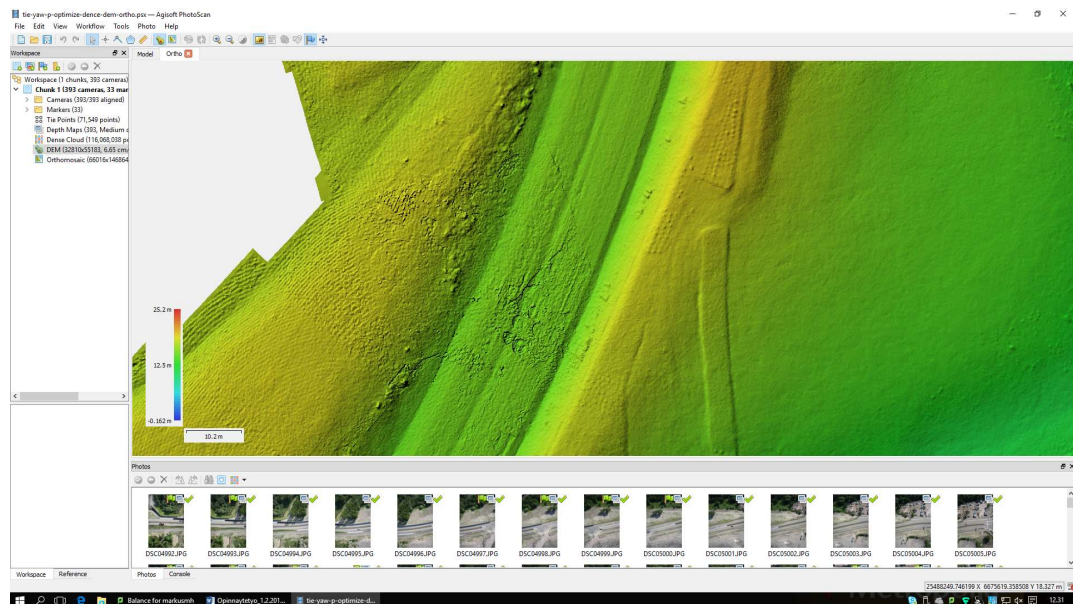 tie-yaw-p-optimize-dence-dem-ortho.psx — Agisoft PhotoScan
File Edit View Workflow Tools Photo Help
Workspace
Model Ortho
Workspace (1 chunks, 393 cameras)
Chunk 1 (393 cameras, 33 mar
Cameras (393/393 aligned)
Markers (33)
Tie Points (71,549 points)
Depth Maps (393, Medium
Dense Cloud (116,068,038
DEM (32810x55183, 6.65 cm/
Orthomosaic (66016x146864
25.2 m
12.5 m
-0.162 m
10.2 m
Photos
DSC04992.JPG DSC04993.JPG DSC04994.JPG DSC04995.JPG DSC04996.JPG DSC04997.JPG DSC04998.JPG DSC04999.JPG DSC05000.JPG DSC05001.JPG DSC05002.JPG DSC05003.JPG DSC05004.JPG DSC05005.JPG
Workspace Reference
Photos Console
25488249.746199 X 6675619.358508 Y 18.327 m
Balance for markusmh
Opinnaytetyo_1.2.201...
tie-yaw-p-optimize-d...
12.31